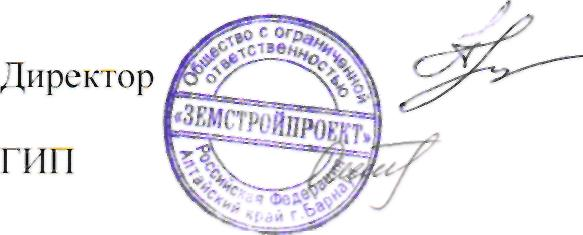 Директор
Общество с ограниченной
ответственностью
«ЗЕМСТРОЙПРОЕКТ»
Российская Федерация
Алтайский край г.Барнаул
ГИП